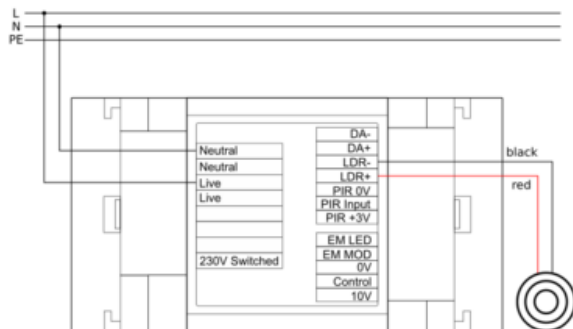 L
N
PE
Neutral
Neutral
Live
Live
230V Switched
DA-
DA+
LDR-
LDR+
PIR 0V
PIR Input
PIR +3V
EM LED
EM MOD
0V
Control
10V
black
red